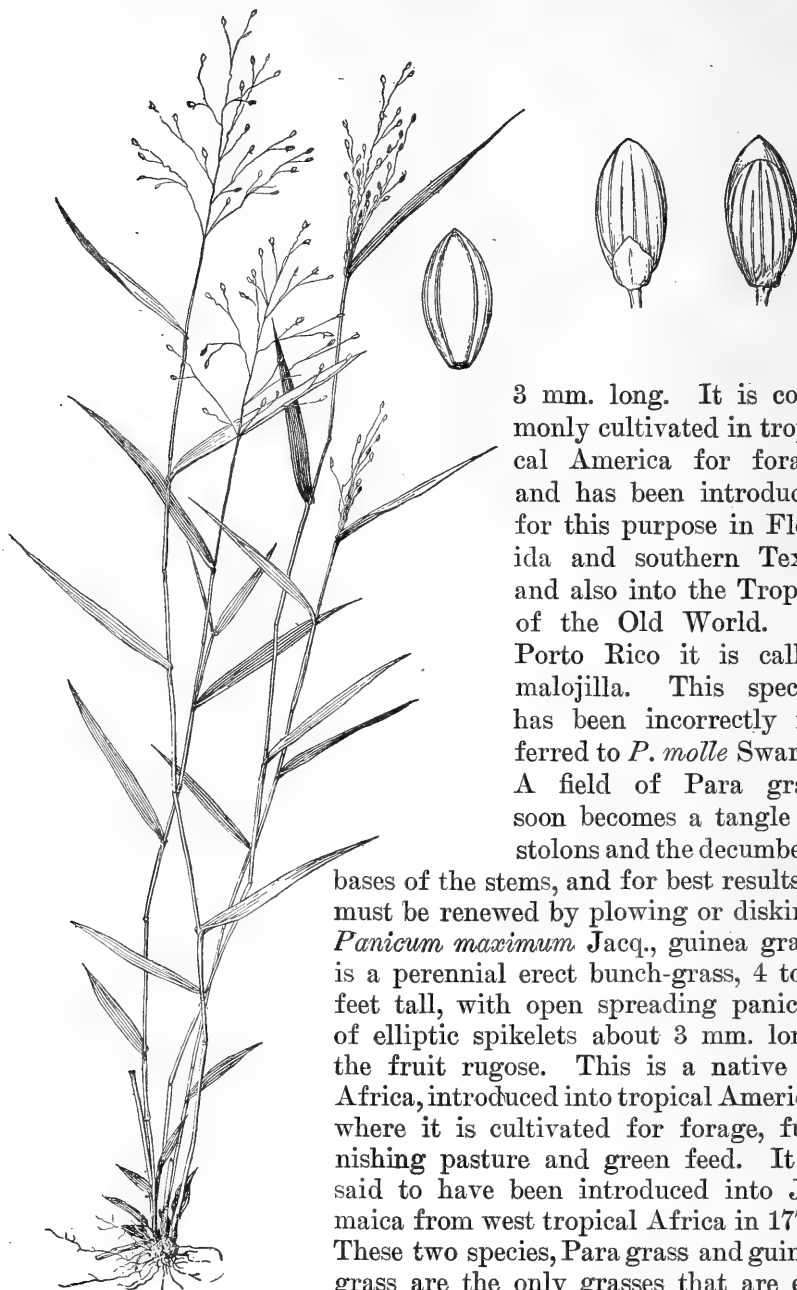 3 mm. long. It is co
monly cultivated in tro
cal America for fora
and has been introduc
for this purpose in Fl
ida and southern Tex
and also into the Trop
of the Old World.
Porto Rico it is call
malojilla. This spec
has been incorrectly
ferred to P. molle Swar
A field of Para gra
soon becomes a tangle
stolons and the decumbe
bases of the stems, and for best results
must be renewed by plowing or diskin
Panicum maximum Jacq., guinea gra
is a perennial erect bunch-grass, 4 to
feet tall, with open spreading panic
of elliptic spikelets about 3 mm. lon
the fruit rugose. This is a native
Africa, introduced into tropical Ameri
where it is cultivated for forage, fu
nishing pasture and green feed. It
said to have been introduced into J
maica from west tropical Africa in 17
These two species, Para grass and guin
grass are the only grasses that are e